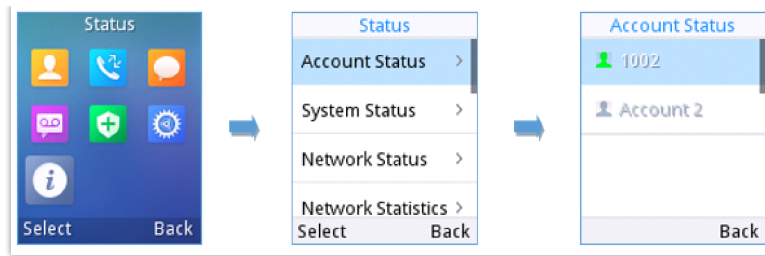 Status
Select Back
Status
Account Status
System Status
Network Status
Network Statistics
Select Back
Account Status
1002
Account 2
Back